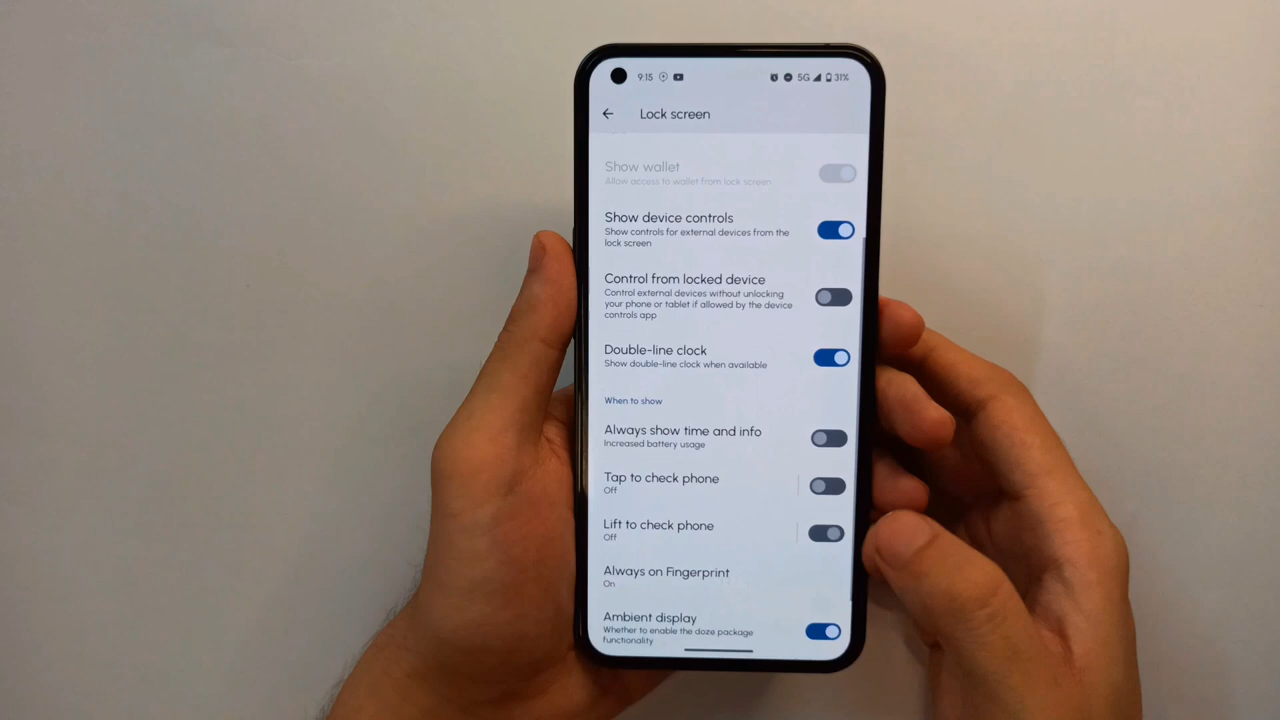 9:15 5G 31%
Lock screen
Show wallet
Allow access to wallet from lock screen
Show device controls
Show controls for external devices from the
lock screen
Control from locked device
Control external devices without unlocking
your phone or tablet if allowed by the device
controls app
Double-line clock
Show double-line clock when available
When to show
Always show time and info
Increased battery usage
Tap to check phone
Off
Lift to check phone
Off
Always on Fingerprint
On
Ambient display
Whether to enable the doze package
functionality